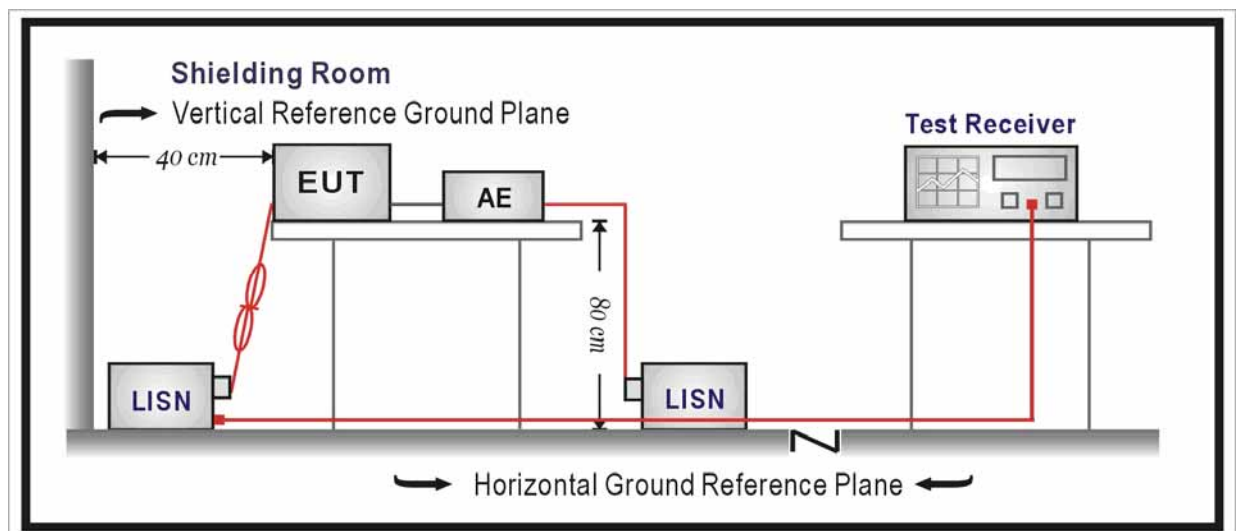 Shielding Room
Vertical Reference Ground Plane
40 cm
Test Receiver
EUT
AE
80 cm
LISN
LISN
Horizontal Ground Reference Plane